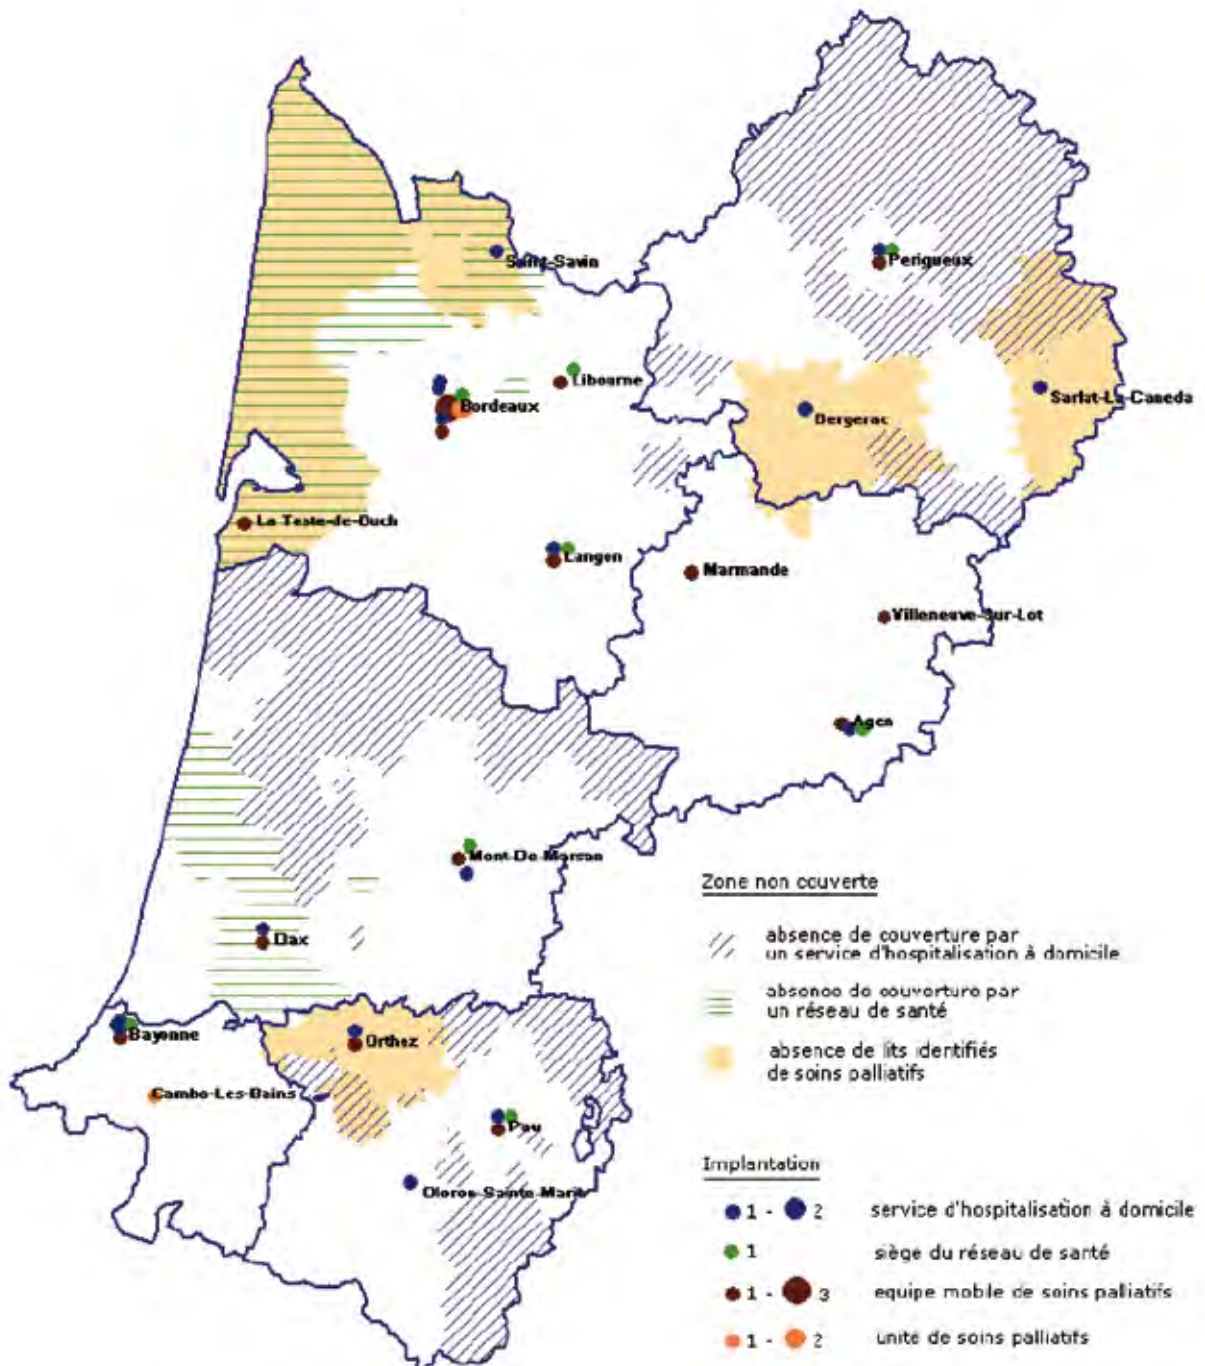 Saint-Savin
Perigueux
Libourne
Bordeaux
Sarlat-La-Caneda
Bergerac
La Teste-de-Buch
Langon
Marmande
Villeneuve-Sur-Lot
Agen
Mont-De-Marsan
Dax
Bayonne
Orthez
Cambo-Les-Bains
Pau
Oloron-Sainte-Marie
Zone non couverte
absence de couverture par
un service d'hospitalisation à domicile
absence de couverture par
un réseau de santé
absence de lits identifiés
de soins palliatifs
Implantation
1 - 2 service d'hospitalisation à domicile
1 siège du réseau de santé
1 - 3 equipe mobile de soins palliatifs
1 - 2 unité de soins palliatifs